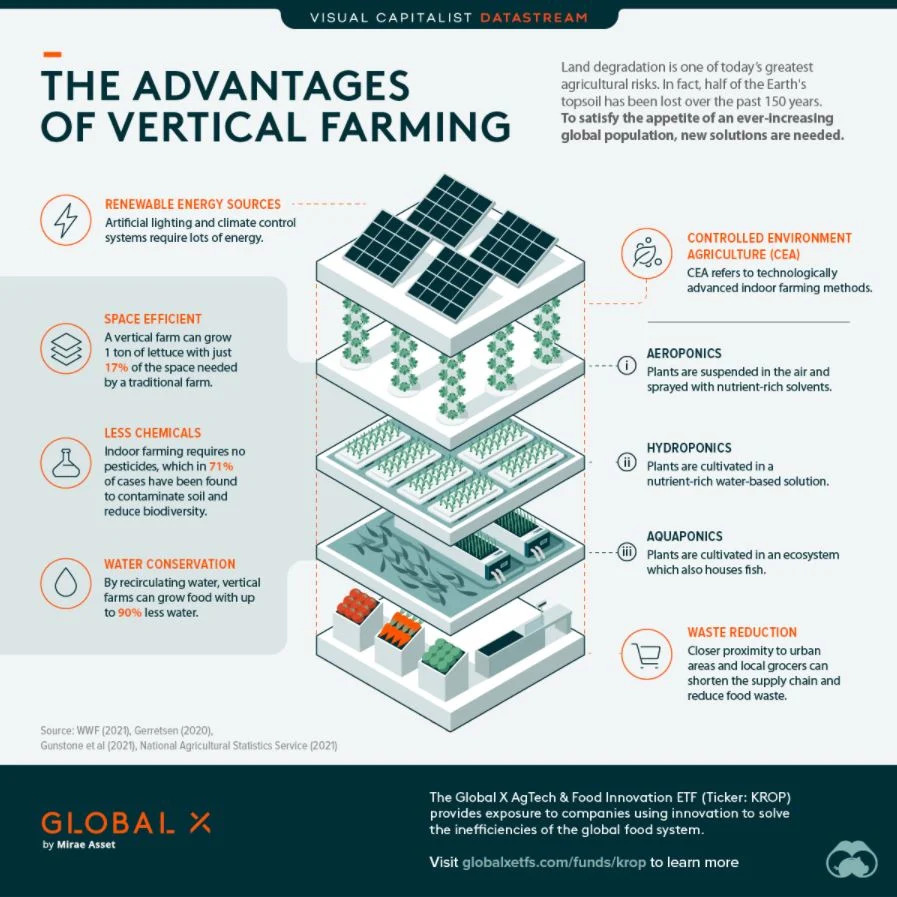 VISUAL CAPITALIST DATASTREAM
THE ADVANTAGES
OF VERTICAL FARMING
Land degradation is one of today's greatest
agricultural risks. In fact, half of the Earth's
topsoil has been lost over the past 150 years.
To satisfy the appetite of an ever-increasing
global population, new solutions are needed.
RENEWABLE ENERGY SOURCES
Artificial lighting and climate control
systems require lots of energy.
SPACE EFFICIENT
A vertical farm can grow
1 ton of lettuce with just
17% of the space needed
by a traditional farm.
LESS CHEMICALS
Indoor farming requires no
pesticides, which in 71%
of cases have been found
to contaminate soil and
reduce biodiversity.
WATER CONSERVATION
By recirculating water, vertical
farms can grow food with up
to 90% less water.
CONTROLLED ENVIRONMENT
AGRICULTURE (CEA)
CEA refers to technologically
advanced indoor farming methods.
i
AEROPONICS
Plants are suspended in the air and
sprayed with nutrient-rich solvents.
ii
HYDROPONICS
Plants are cultivated in a
nutrient-rich water-based solution.
iii
AQUAPONICS
Plants are cultivated in an ecosystem
which also houses fish.
WASTE REDUCTION
Closer proximity to urban
areas and local grocers can
shorten the supply chain and
reduce food waste.
Source: WWF (2021), Gerretsen (2020),
Gunstone et al (2021), National Agricultural Statistics Service (2021)
GLOBAL X
by Mirae Asset
The Global X AgTech & Food Innovation ETF (Ticker: KROP)
provides exposure to companies using innovation to solve
the inefficiencies of the global food system.
Visit globalxetfs.com/funds/krop to learn more